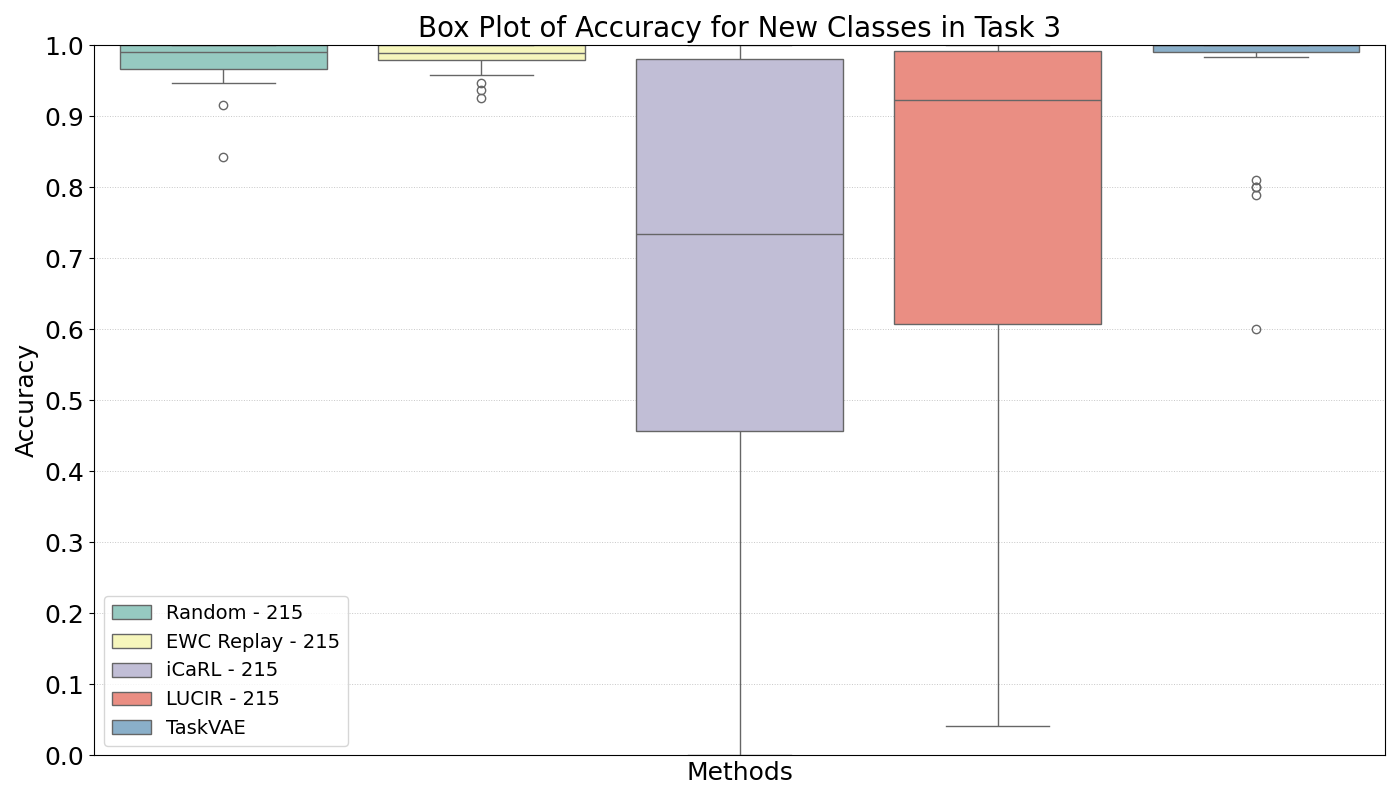 Box Plot of Accuracy for New Classes in Task 3
1.0
0.9
0.8
0.7
0.6
0.5
0.4
0.3
0.2
0.1
0.0
Accuracy
Methods
Random - 215
EWC Replay - 215
iCaRL - 215
LUCIR - 215
TaskVAE